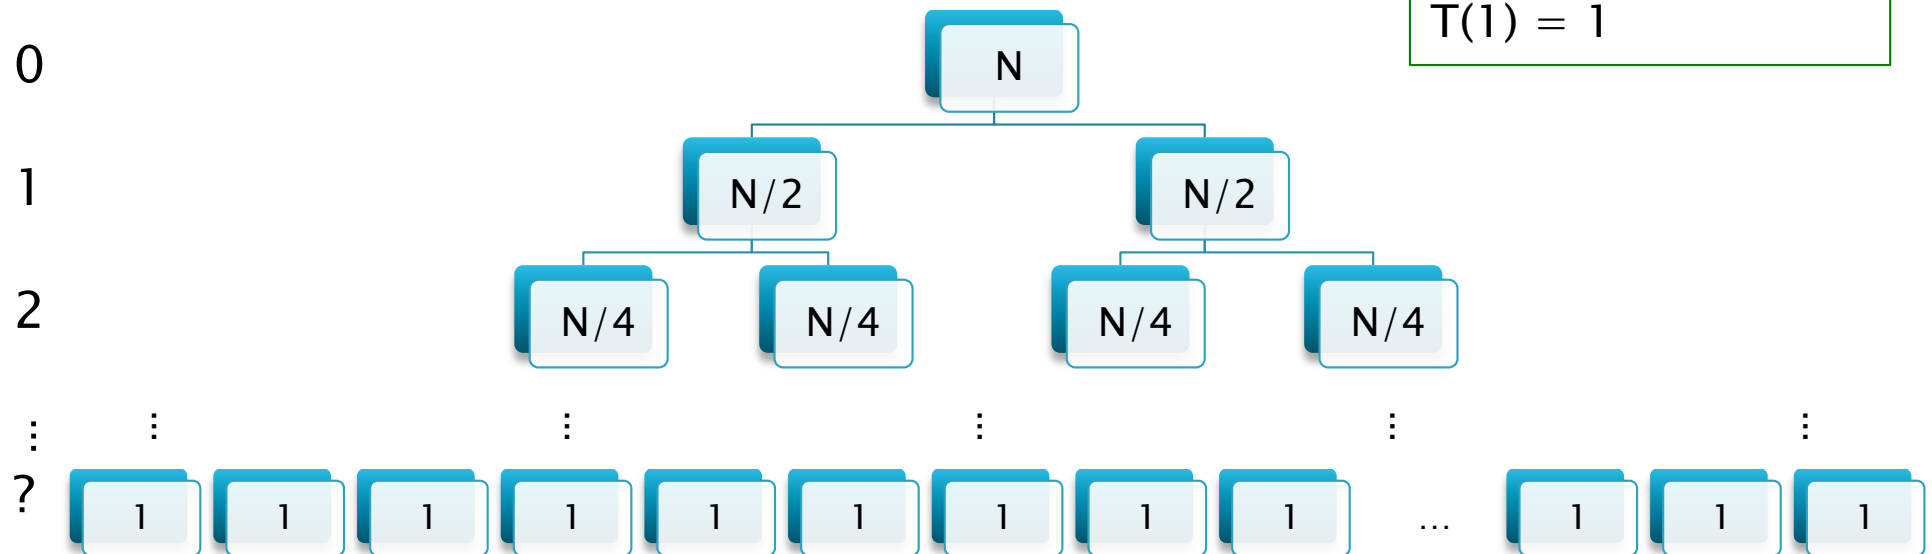 T(1) = 1
0 N
1 N/2 N/2
2 N/4 N/4 N/4 N/4
⋮ ⋮ ⋮ ⋮ ⋮ ⋮
? 1 1 1 1 1 1 1 1 1 ... 1 1 1